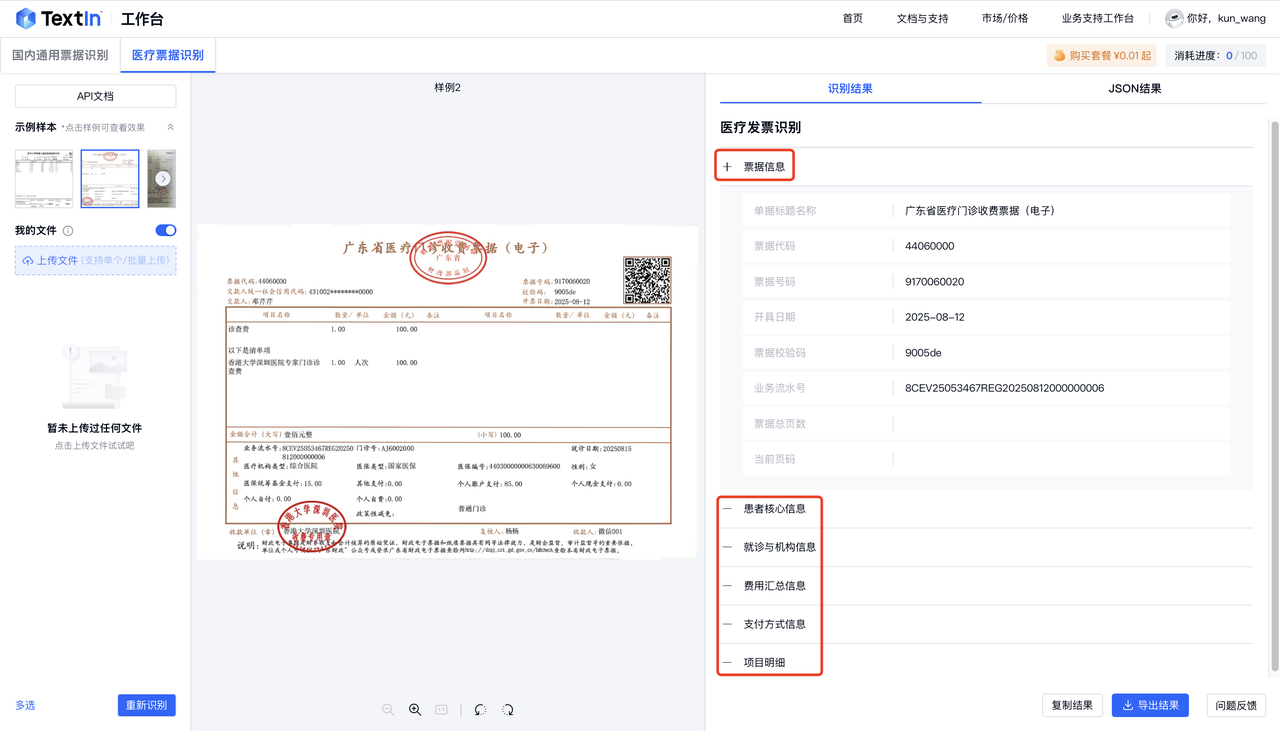 TextIn 工作台
首页 文档与支持 市场/价格 业务支持工作台 你好，kun_wang
国内通用票据识别 医疗票据识别
购买套餐 ¥0.01 起 消耗进度：0 / 100
API文档
示例样本 *点击样例可查看效果
我的文件
上传文件 (支持单个/批量上传)
暂未上传过任何文件
点击上传文件试试吧
多选 重新识别
样例2
广东省医疗门诊收费票据（电子）
票据代码:44060000 票据号码:9170060020
交款人统一社会信用代码:431002********0000 校验码: 9005de
交款人:邓芹芹 开票日期:2025-08-12
项目名称 数量/单位 金额（元） 备注 项目名称 数量/单位 金额（元） 备注
诊查费 1.00 100.00
以下是清单项
香港大学深圳医院专家门诊诊查费 1.00 人次 100.00
金额合计（大写）壹佰元整 （小写）100.00
其他信息
业务流水号:8CEV25053467REG20250812000000006 门诊号:AJ6002000 就诊日期:20250815
医疗机构类型:综合医院 医保类型:国家医保 医保编号:44030000000630069600 性别:女
医保统筹基金支付:15.00 其他支付:0.00 个人账户支付:85.00 个人现金支付:0.00
个人自付:0.00 个人自费:0.00
政策性减免: 普通门诊
收款单位（章） 香港大学深圳医院 复核人:杨杨 收款人:微信001
识别结果 JSON结果
医疗发票识别
票据信息
单据标题名称 广东省医疗门诊收费票据（电子）
票据代码 44060000
票据号码 9170060020
开具日期 2025-08-12
票据校验码 9005de
业务流水号 8CEV25053467REG20250812000000006
票据总页数
当前页码
患者核心信息
就诊与机构信息
费用汇总信息
支付方式信息
项目明细
复制结果 导出结果 问题反馈